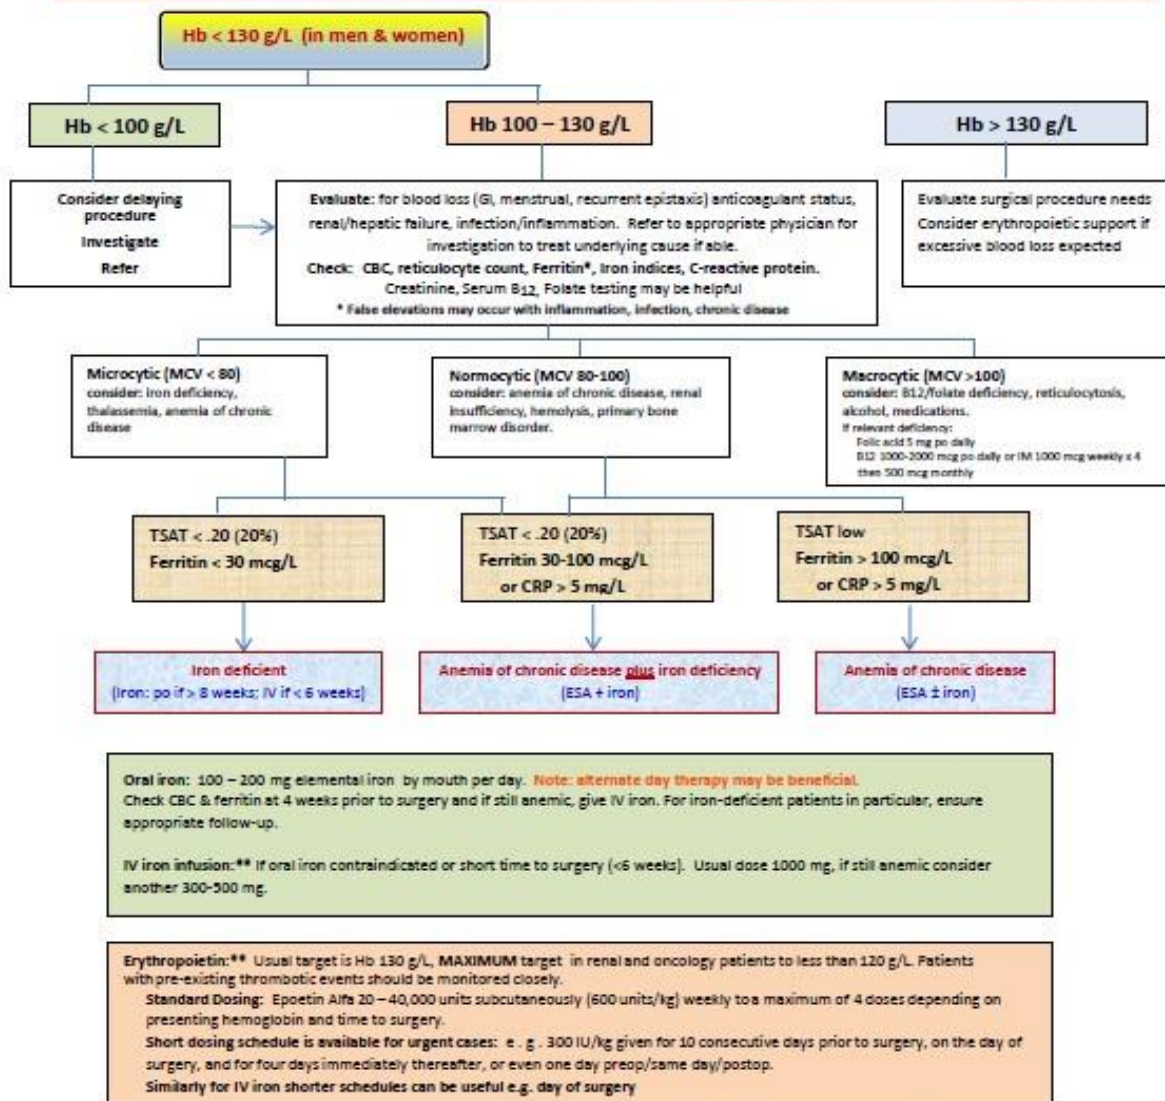 Hb < 130 g/L (in men & women)
Hb < 100 g/L
Hb 100 – 130 g/L
Hb > 130 g/L
Consider delaying
procedure
Investigate
Refer
Evaluate: for blood loss (GI, menstrual, recurrent epistaxis) anticoagulant status,
renal/hepatic failure, infection/inflammation. Refer to appropriate physician for
investigation to treat underlying cause if able.
Check: CBC, reticulocyte count, Ferritin*, Iron indices, C-reactive protein.
Creatinine, Serum B12, Folate testing may be helpful
* False elevations may occur with inflammation, infection, chronic disease
Evaluate surgical procedure needs
Consider erythropoietic support if
excessive blood loss expected
Microcytic (MCV < 80)
consider: iron deficiency,
thalassemia, anemia of chronic
disease
Normocytic (MCV 80-100)
consider: anemia of chronic disease, renal
insufficiency, hemolysis, primary bone
marrow disorder.
Macrocytic (MCV >100)
consider: B12/folate deficiency, reticulocytosis,
alcohol, medications.
If relevant deficiency:
Folic acid 5 mg po daily
B12 1000-2000 mcg po daily or IM 1000 mcg weekly x 4
then 500 mcg monthly
TSAT < .20 (20%)
Ferritin < 30 mcg/L
TSAT < .20 (20%)
Ferritin 30-100 mcg/L
or CRP > 5 mg/L
TSAT low
Ferritin > 100 mcg/L
or CRP > 5 mg/L
Iron deficient
(Iron: po if > 8 weeks; IV if < 6 weeks)
Anemia of chronic disease plus iron deficiency
(ESA + iron)
Anemia of chronic disease
(ESA ± iron)
Oral iron: 100 – 200 mg elemental iron by mouth per day. Note: alternate day therapy may be beneficial.
Check CBC & ferritin at 4 weeks prior to surgery and if still anemic, give IV iron. For iron-deficient patients in particular, ensure
appropriate follow-up.
IV iron infusion:** If oral iron contraindicated or short time to surgery (<6 weeks). Usual dose 1000 mg, if still anemic consider
another 300-500 mg.
Erythropoietin:** Usual target is Hb 130 g/L, MAXIMUM target in renal and oncology patients to less than 120 g/L. Patients
with pre-existing thrombotic events should be monitored closely.
Standard Dosing: Epoetin Alfa 20 – 40,000 units subcutaneously (600 units/kg) weekly to a maximum of 4 doses depending on
presenting hemoglobin and time to surgery.
Short dosing schedule is available for urgent cases: e . g . 300 IU/kg given for 10 consecutive days prior to surgery, on the day of
surgery, and for four days immediately thereafter, or even one day preop/same day/postop.
Similarly for IV iron shorter schedules can be useful e.g. day of surgery